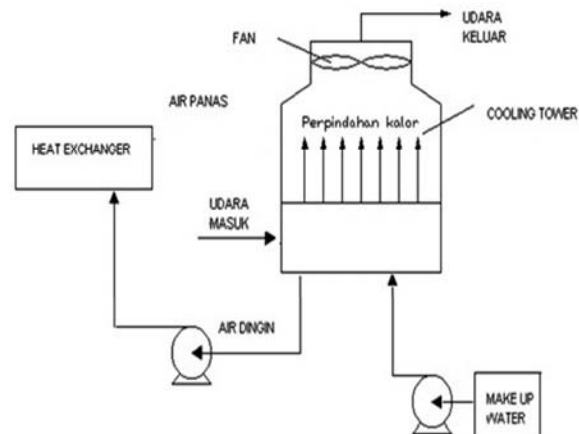 UDARA
KELUAR
FAN
AIR PANAS
Perpindahan kalor
COOLING TOWER
HEAT EXCHANGER
UDARA
MASUK
AIR DINGIN
MAKE UP
WATER